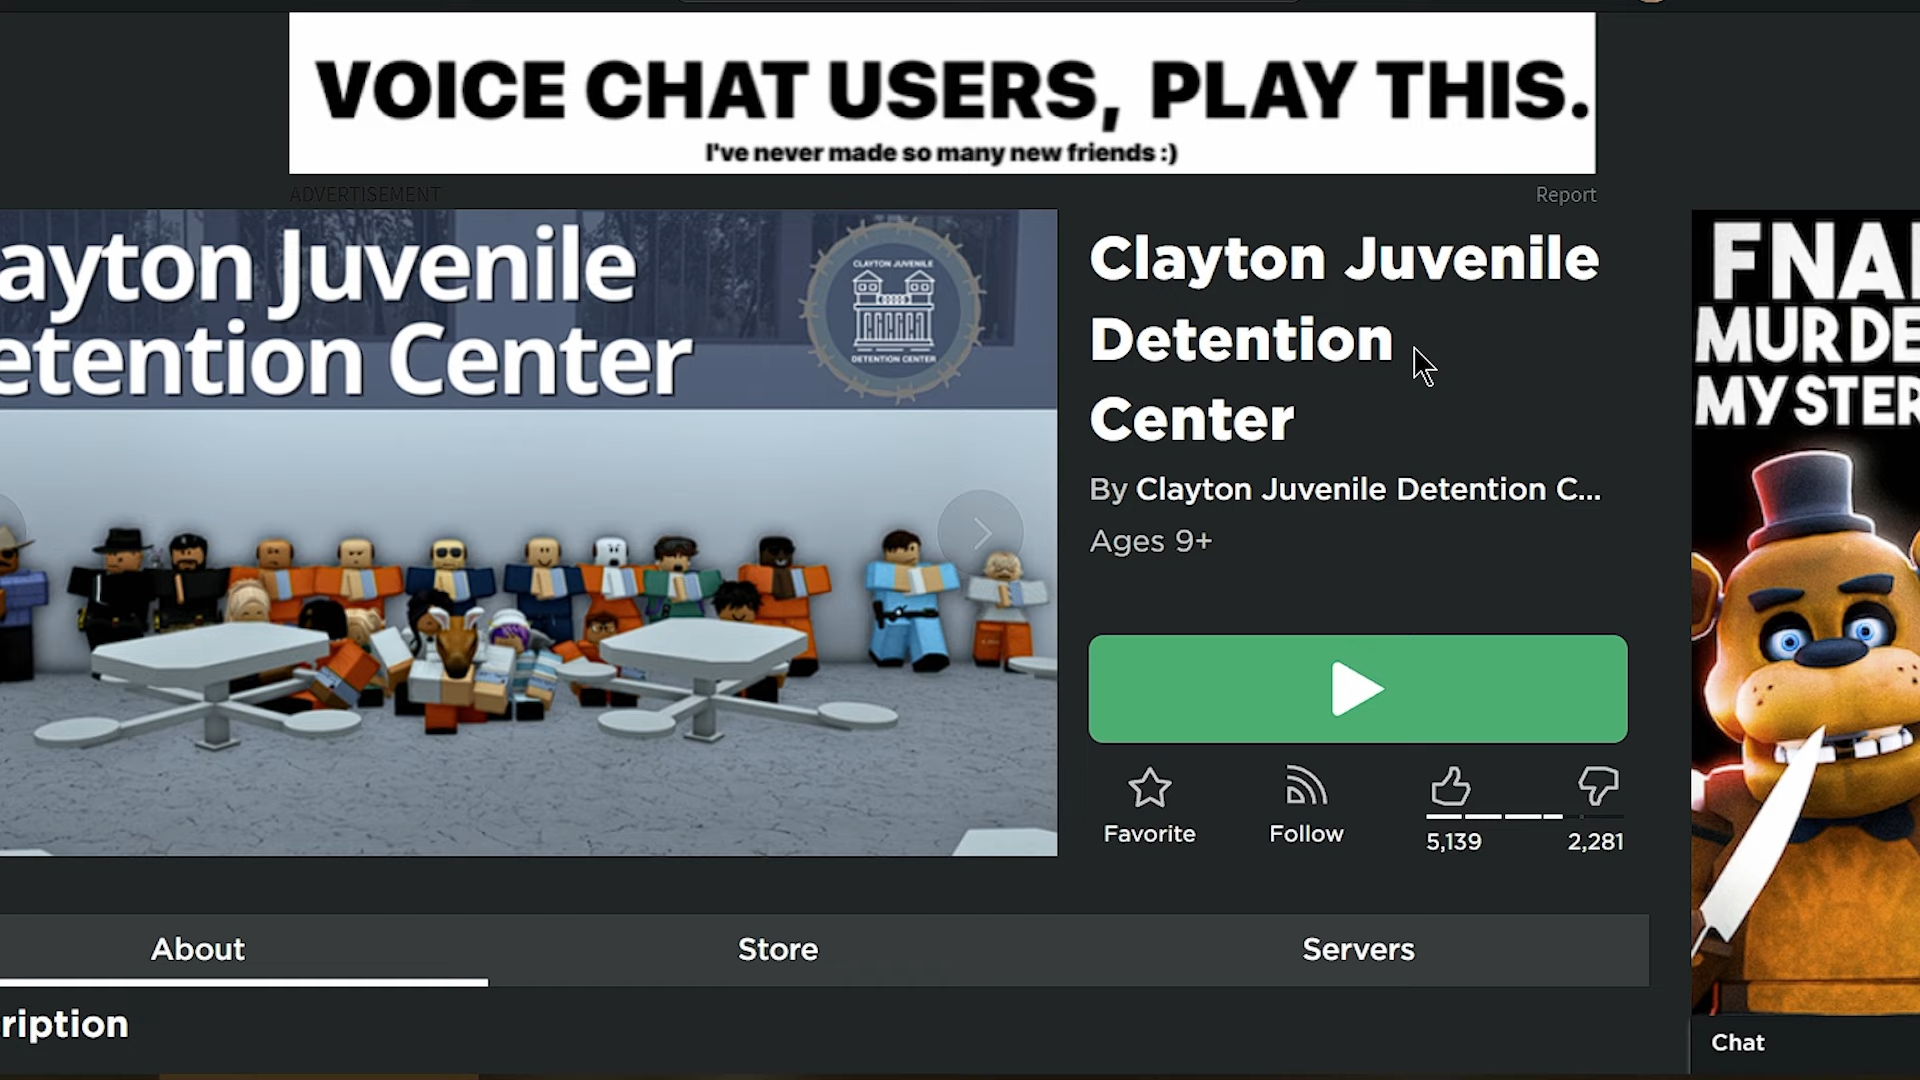 VOICE CHAT USERS, PLAY THIS.
I've never made so many new friends :)
ADVERTISEMENT
Report
ayton Juvenile
etention Center
CLAYTON JUVENILE
DETENTION CENTER
Clayton Juvenile
Detention
Center
By Clayton Juvenile Detention C...
Ages 9+
Favorite
Follow
5,139
2,281
About
Store
Servers
ription
FNAF
MURDE
MYSTER
Chat